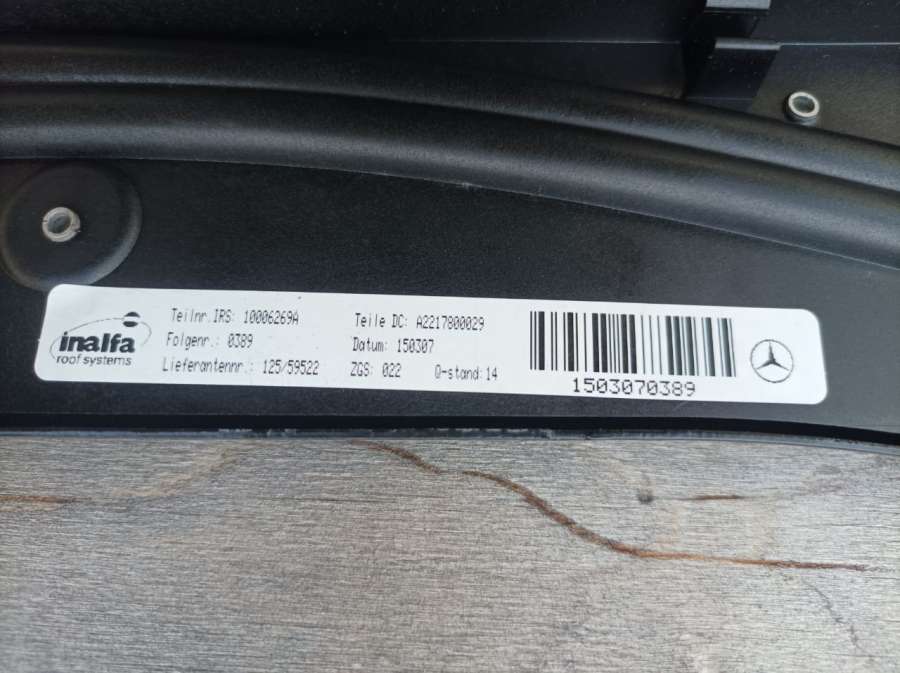 inalfa
roof systems
Teilnr.IRS: 10006269A
Folgenr.: 0389
Lieferantennr.: 125/59522
Teile DC: A2217800029
Datum: 150307
ZGS: 022 Q-stand:14
1503070389